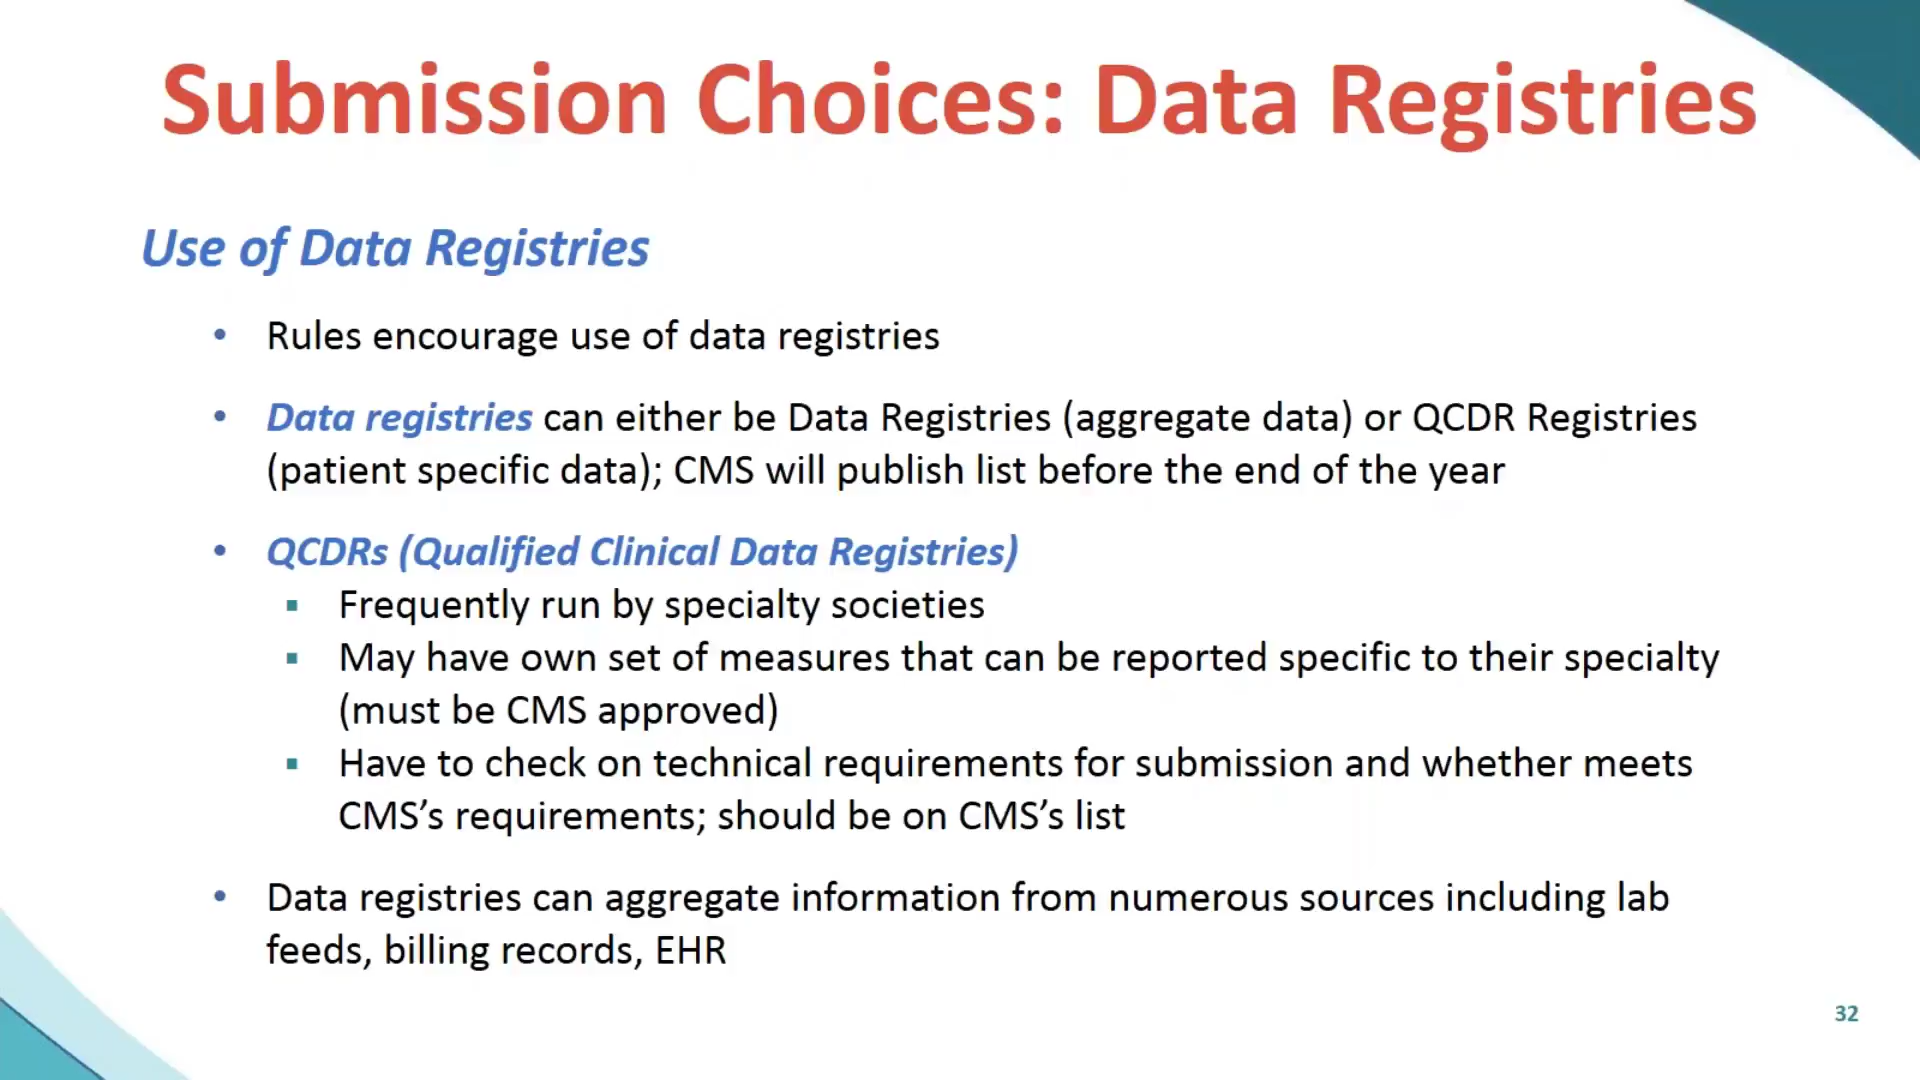 Submission Choices: Data Registries
Use of Data Registries
• Rules encourage use of data registries
• Data registries can either be Data Registries (aggregate data) or QCDR Registries
(patient specific data); CMS will publish list before the end of the year
• QCDRs (Qualified Clinical Data Registries)
▪ Frequently run by specialty societies
▪ May have own set of measures that can be reported specific to their specialty
(must be CMS approved)
▪ Have to check on technical requirements for submission and whether meets
CMS’s requirements; should be on CMS’s list
• Data registries can aggregate information from numerous sources including lab
feeds, billing records, EHR
32